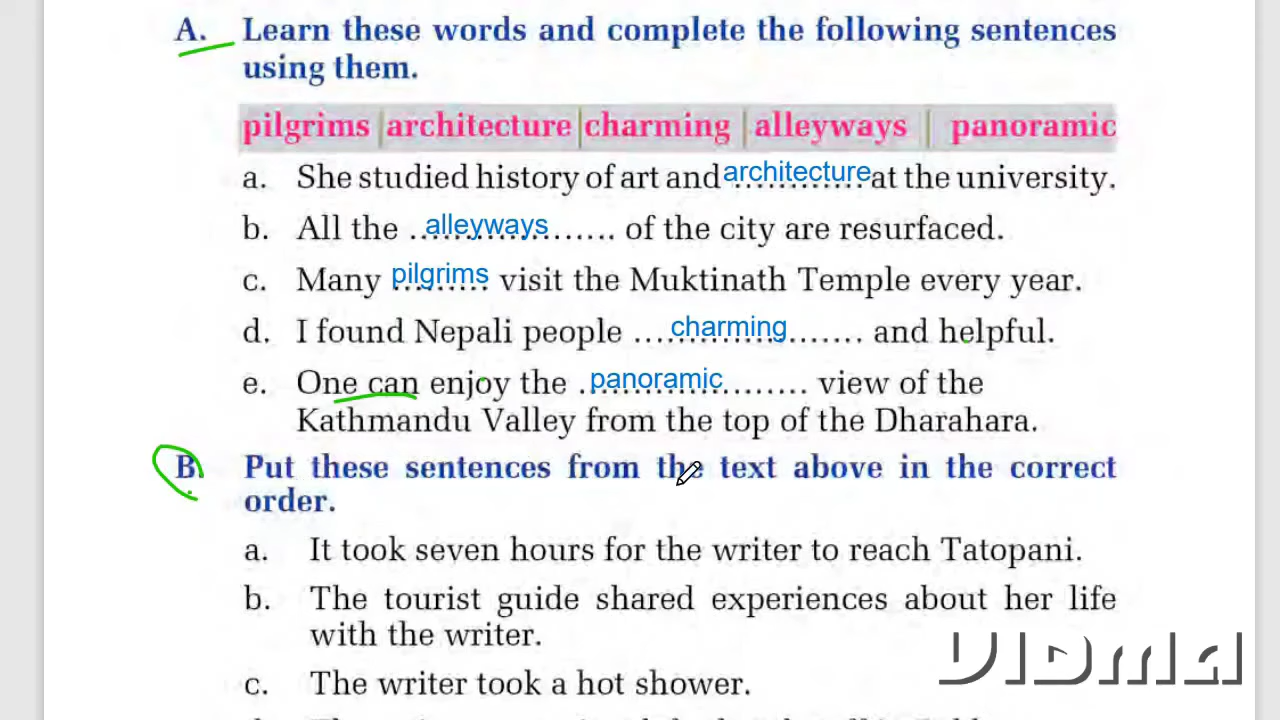 A. Learn these words and complete the following sentences
using them.
pilgrims | architecture | charming | alleyways | panoramic
a. She studied history of art and architecture at the university.
b. All the alleyways of the city are resurfaced.
c. Many pilgrims visit the Muktinath Temple every year.
d. I found Nepali people charming and helpful.
e. One can enjoy the panoramic view of the
Kathmandu Valley from the top of the Dharahara.
B. Put these sentences from the text above in the correct
order.
a. It took seven hours for the writer to reach Tatopani.
b. The tourist guide shared experiences about her life
with the writer.
c. The writer took a hot shower.
VIDMA